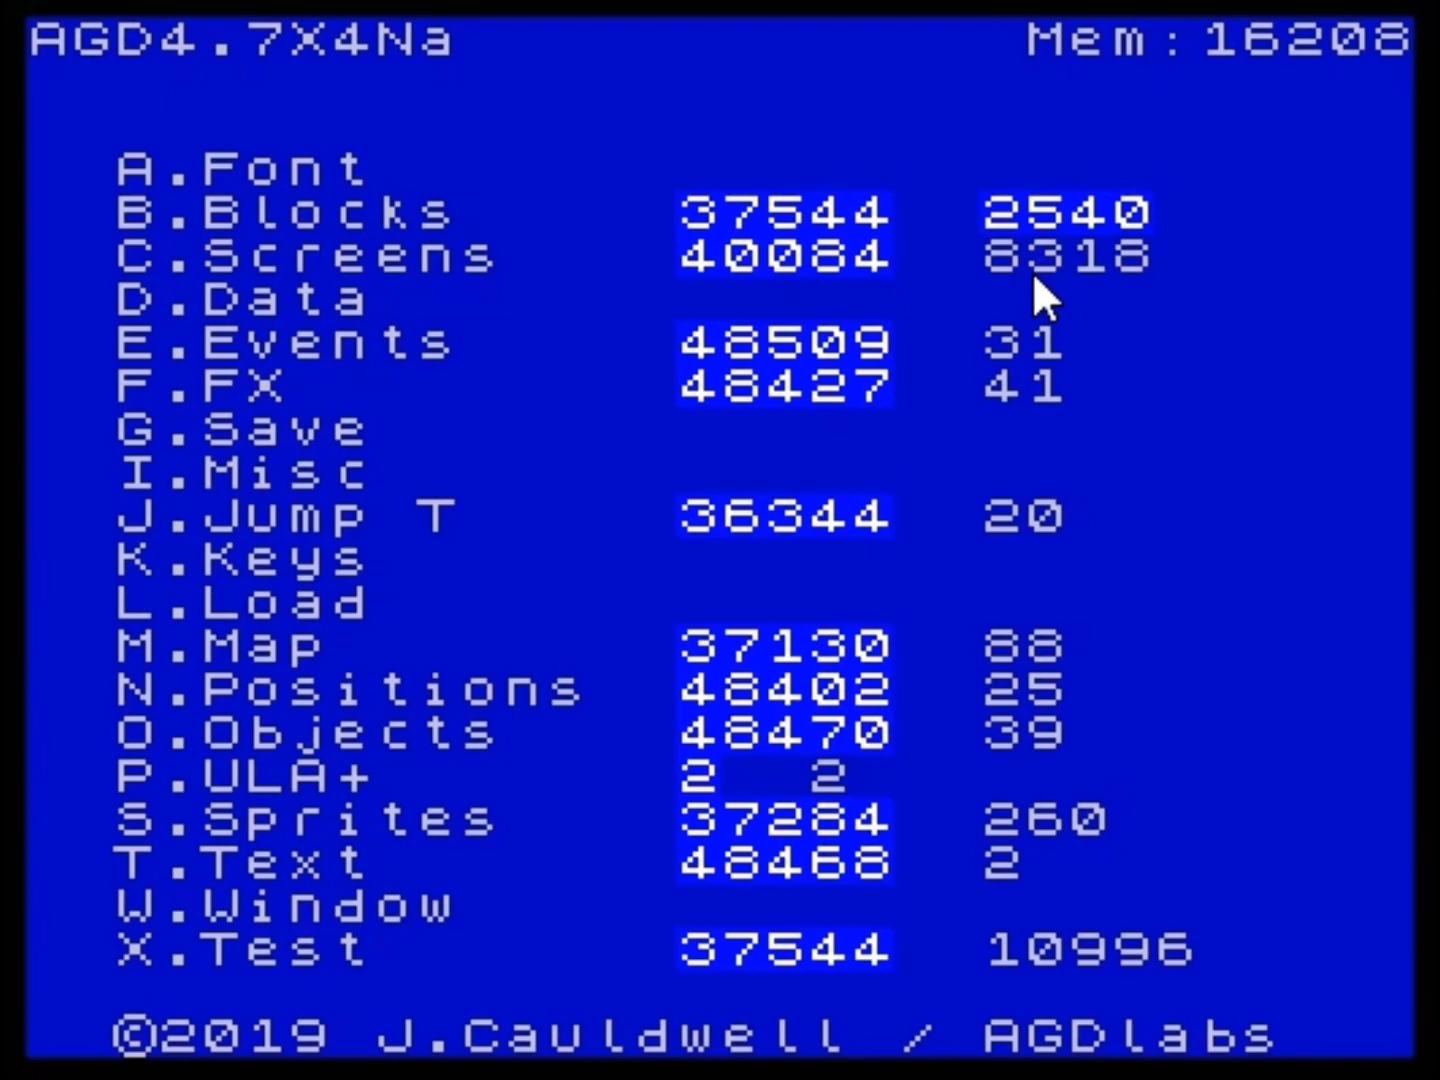 AGD4.7X4Na Mem:16208
A.Font
B.Blocks 37544 2540
C.Screens 40084 8318
D.Data
E.Events 48509 31
F.FX 48427 41
G.Save
I.Misc
J.Jump T 36344 20
K.Keys
L.Load
M.Map 37130 88
N.Positions 48402 25
O.Objects 48470 39
P.ULA+ 2 2
S.Sprites 37284 260
T.Text 48468 2
W.Window
X.Test 37544 10996
©2019 J.Cauldwell / AGDlabs